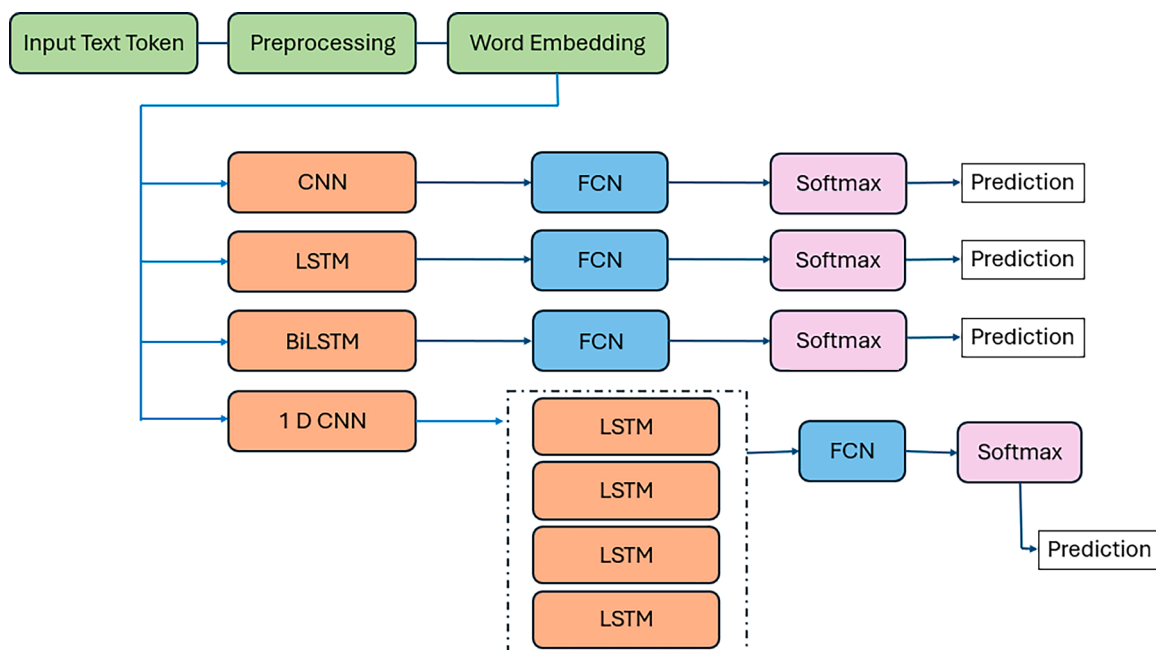 Input Text Token
Preprocessing
Word Embedding
CNN
FCN
Softmax
Prediction
LSTM
FCN
Softmax
Prediction
BiLSTM
FCN
Softmax
Prediction
1 D CNN
LSTM
LSTM
LSTM
LSTM
FCN
Softmax
Prediction